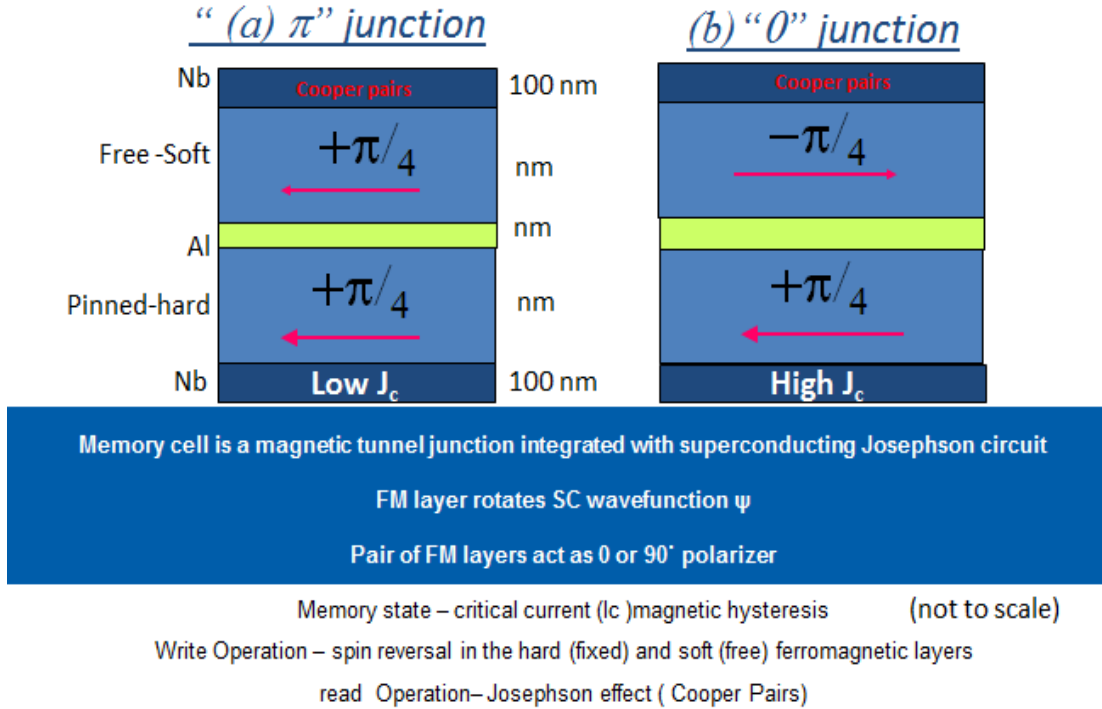 “ (a) π” junction
(b) “0” junction
Nb
Cooper pairs
100 nm
Cooper pairs
Free -Soft
+π/4
nm
−π/4
Al
nm
Pinned-hard
+π/4
nm
+π/4
Nb
Low Jc
100 nm
High Jc
Memory cell is a magnetic tunnel junction integrated with superconducting Josephson circuit
FM layer rotates SC wavefunction ψ
Pair of FM layers act as 0 or 90˚ polarizer
Memory state – critical current (Ic )magnetic hysteresis
(not to scale)
Write Operation – spin reversal in the hard (fixed) and soft (free) ferromagnetic layers
read Operation– Josephson effect ( Cooper Pairs)